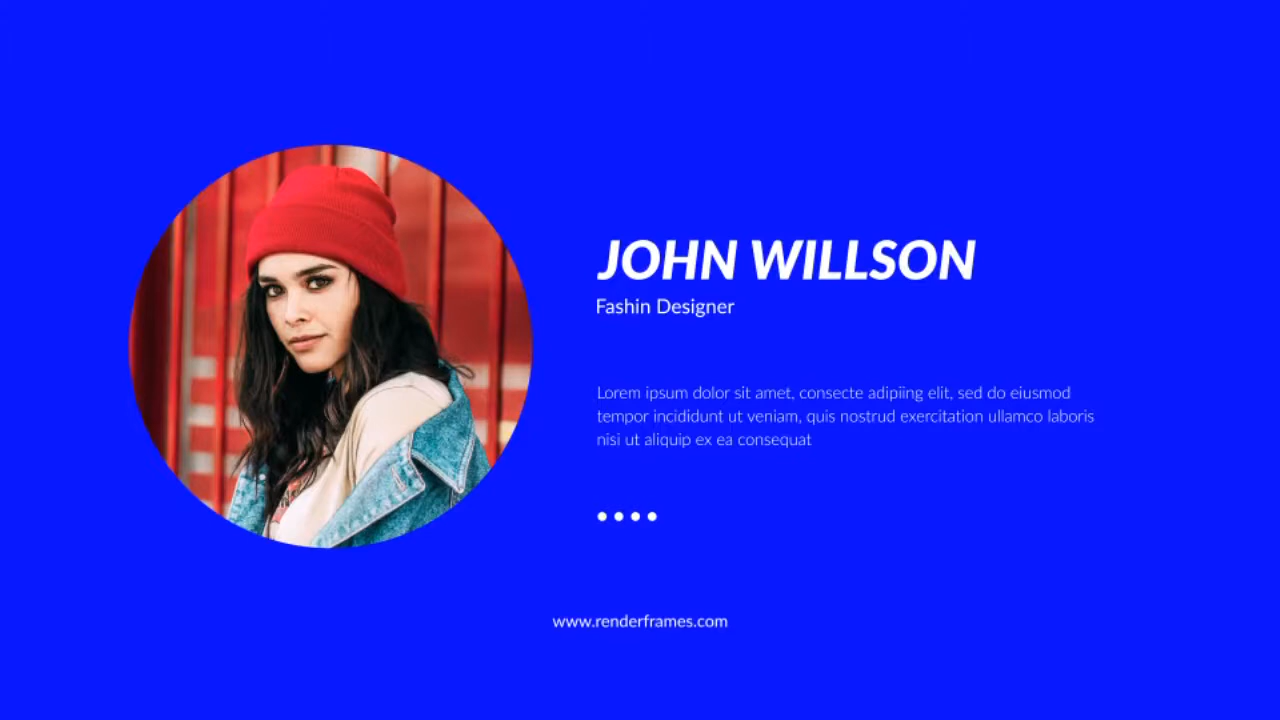 JOHN WILLSON
Fashin Designer
Lorem ipsum dolor sit amet, consecte adipiing elit, sed do eiusmod
tempor incididunt ut veniam, quis nostrud exercitation ullamco laboris
nisi ut aliquip ex ea consequat
www.renderframes.com